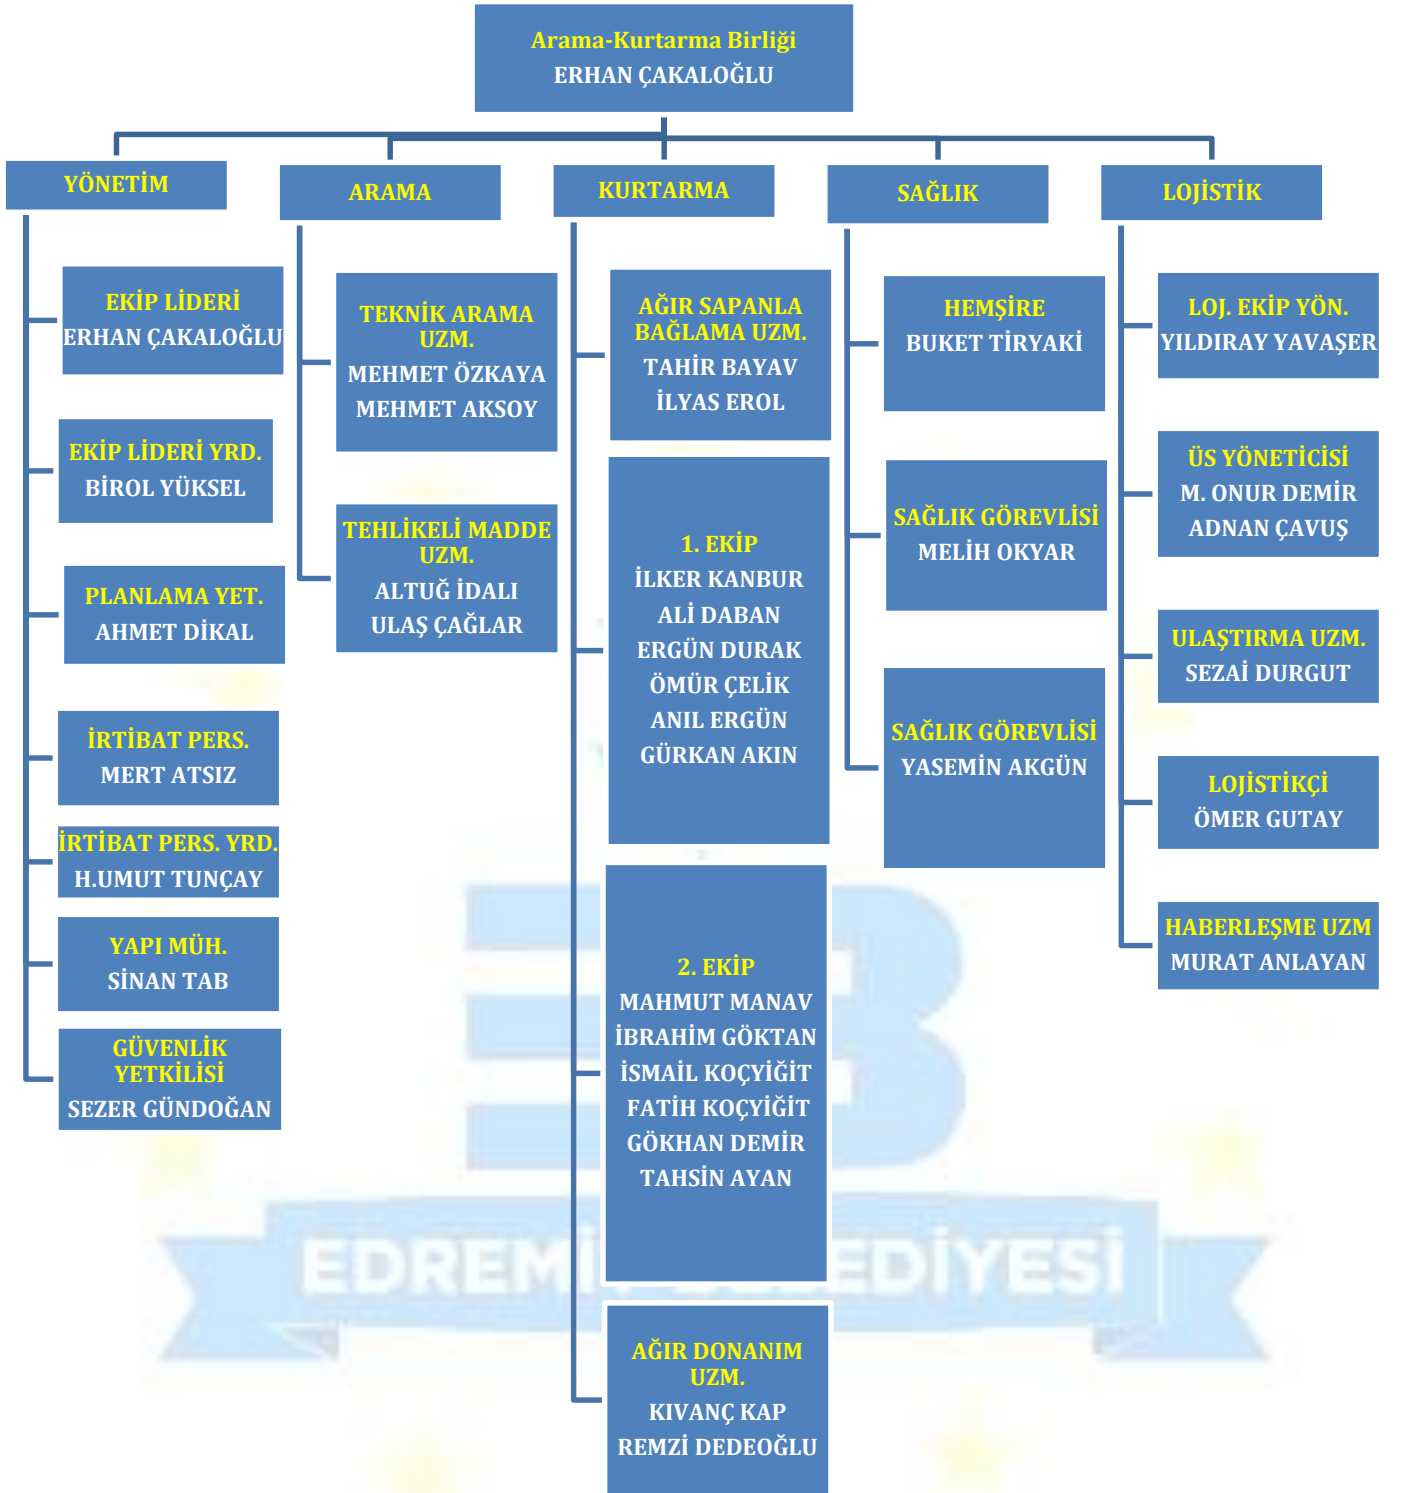 Arama-Kurtarma Birliği
ERHAN ÇAKALOĞLU
YÖNETİM
EKİP LİDERİ
ERHAN ÇAKALOĞLU
EKİP LİDERİ YRD.
BİROL YÜKSEL
PLANLAMA YET.
AHMET DİKAL
İRTİBAT PERS.
MERT ATSIZ
İRTİBAT PERS. YRD.
H.UMUT TUNÇAY
YAPI MÜH.
SİNAN TAB
GÜVENLİK
YETKİLİSİ
SEZER GÜNDOĞAN
ARAMA
TEKNİK ARAMA
UZM.
MEHMET ÖZKAYA
MEHMET AKSOY
TEHLİKELİ MADDE
UZM.
ALTUĞ İDALI
ULAŞ ÇAĞLAR
KURTARMA
AĞIR SAPANLA
BAĞLAMA UZM.
TAHİR BAYAV
İLYAS EROL
1. EKİP
İLKER KANBUR
ALİ DABAN
ERGÜN DURAK
ÖMÜR ÇELİK
ANIL ERGÜN
GÜRKAN AKIN
2. EKİP
MAHMUT MANAV
İBRAHİM GÖKTAN
İSMAİL KOÇYİĞİT
FATİH KOÇYİĞİT
GÖKHAN DEMİR
TAHSİN AYAN
AĞIR DONANIM
UZM.
KIVANÇ KAP
REMZİ DEDEOĞLU
SAĞLIK
HEMŞİRE
BUKET TİRYAKİ
SAĞLIK GÖREVLİSİ
MELİH OKYAR
SAĞLIK GÖREVLİSİ
YASEMİN AKGÜN
LOJİSTİK
LOJ. EKİP YÖN.
YILDIRAY YAVAŞER
ÜS YÖNETİCİSİ
M. ONUR DEMİR
ADNAN ÇAVUŞ
ULAŞTIRMA UZM.
SEZAİ DURGUT
LOJİSTİKÇİ
ÖMER GUTAY
HABERLEŞME UZM
MURAT ANLAYAN